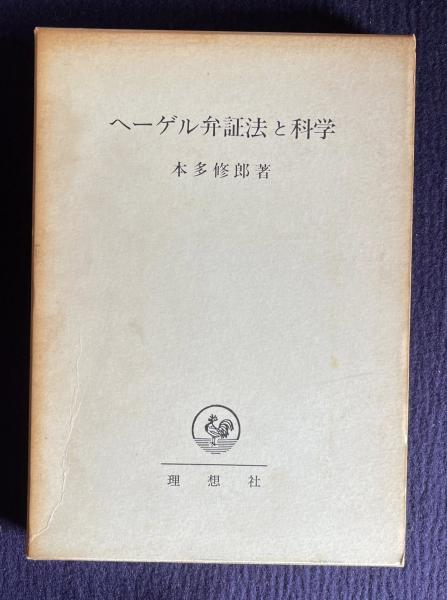 ヘーゲル弁証法と科学
本多修郎著
理想社